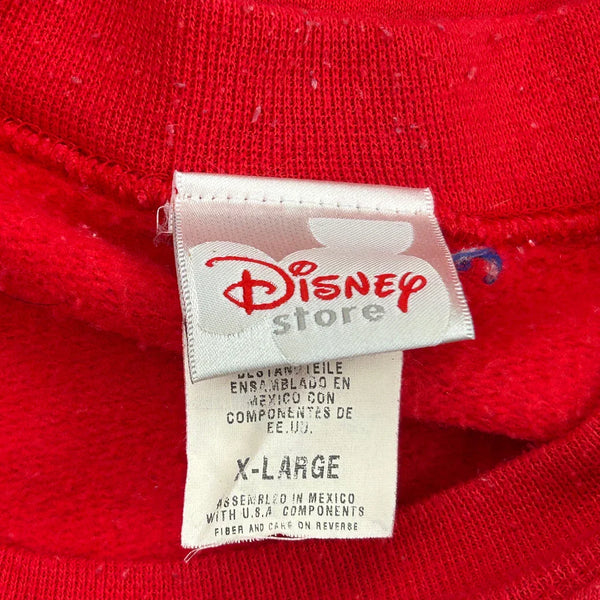 Disney
store
BESTANDTEILE
ENSAMBLADO EN
MEXICO CON
COMPONENTES DE
EE.UU.
X-LARGE
ASSEMBLED IN MEXICO
WITH U.S.A. COMPONENTS
FIBER AND CARE ON REVERSE